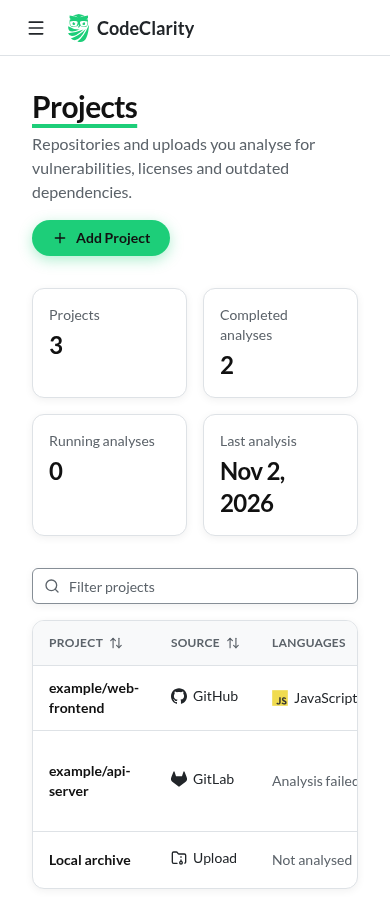 CodeClarity
Projects
Repositories and uploads you analyse for
vulnerabilities, licenses and outdated
dependencies.
Add Project
Projects
3
Completed
analyses
2
Running analyses
0
Last analysis
Nov 2,
2026
Filter projects
PROJECT SOURCE LANGUAGES
example/web-
frontend
GitHub
JS JavaScript
example/api-
server
GitLab
Analysis failed
Local archive
Upload
Not analysed